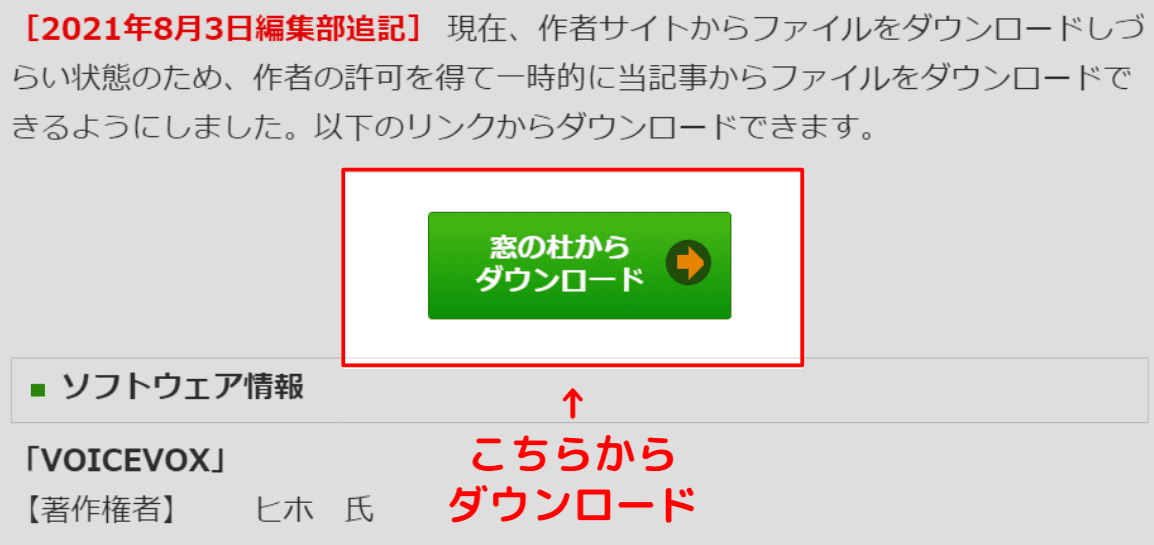 ［2021年8月3日編集部追記］ 現在、作者サイトからファイルをダウンロードしづ
らい状態のため、作者の許可を得て一時的に当記事からファイルをダウンロードで
きるようにしました。以下のリンクからダウンロードできます。
窓の杜から
ダウンロード
ソフトウェア情報
↑
こちらから
ダウンロード
「VOICEVOX」
【著作権者】 ヒホ 氏